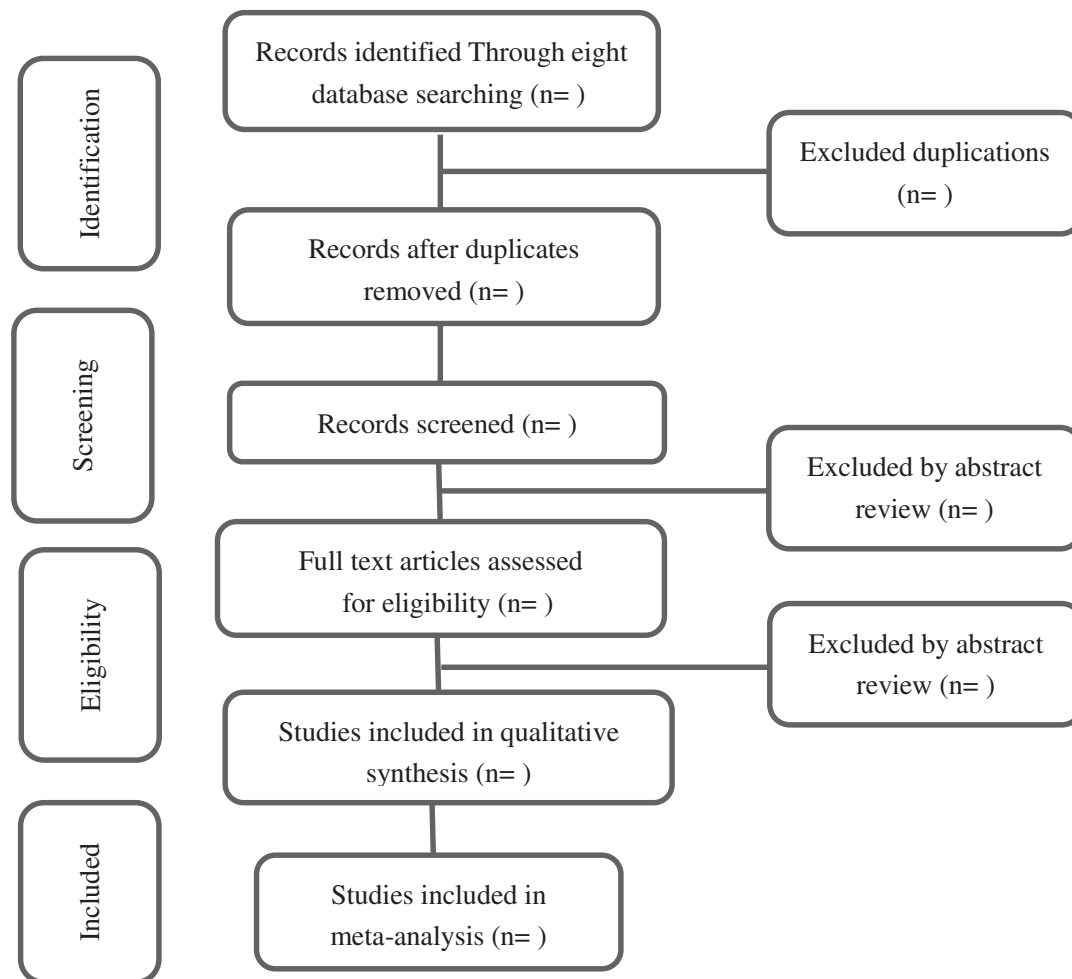 Identification
Records identified Through eight
database searching (n= )
Excluded duplications
(n= )
Records after duplicates
removed (n= )
Screening
Records screened (n= )
Excluded by abstract
review (n= )
Eligibility
Full text articles assessed
for eligibility (n= )
Excluded by abstract
review (n= )
Studies included in qualitative
synthesis (n= )
Included
Studies included in
meta-analysis (n= )